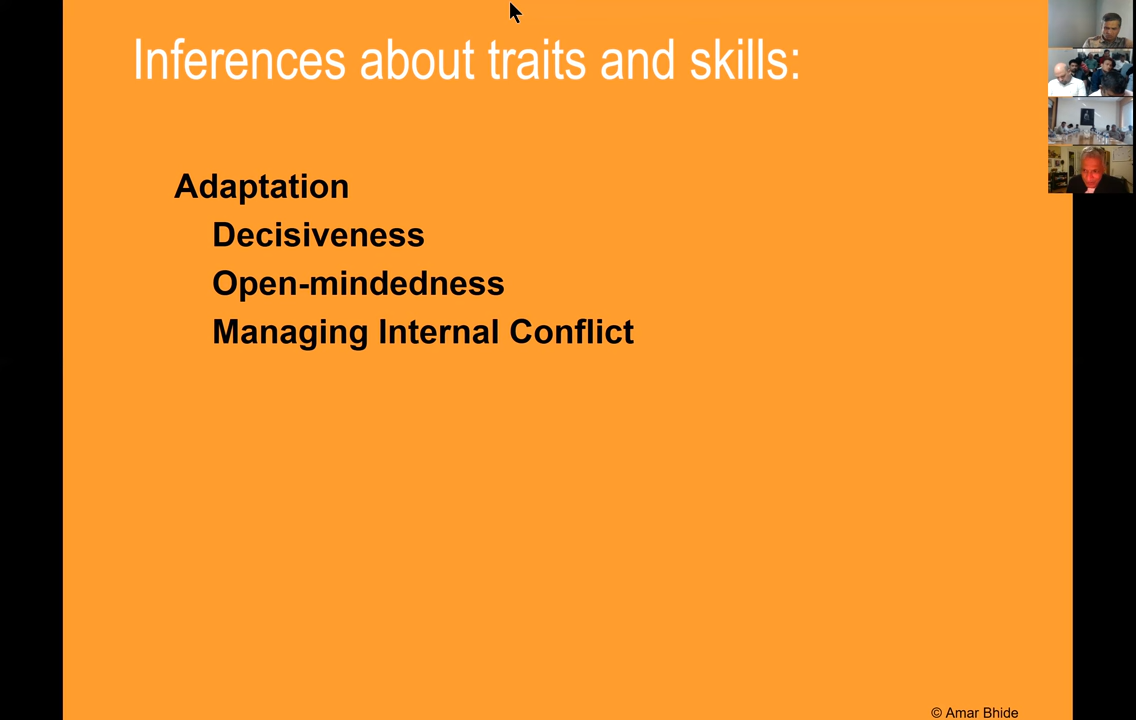 Inferences about traits and skills:
Adaptation
Decisiveness
Open-mindedness
Managing Internal Conflict
© Amar Bhide